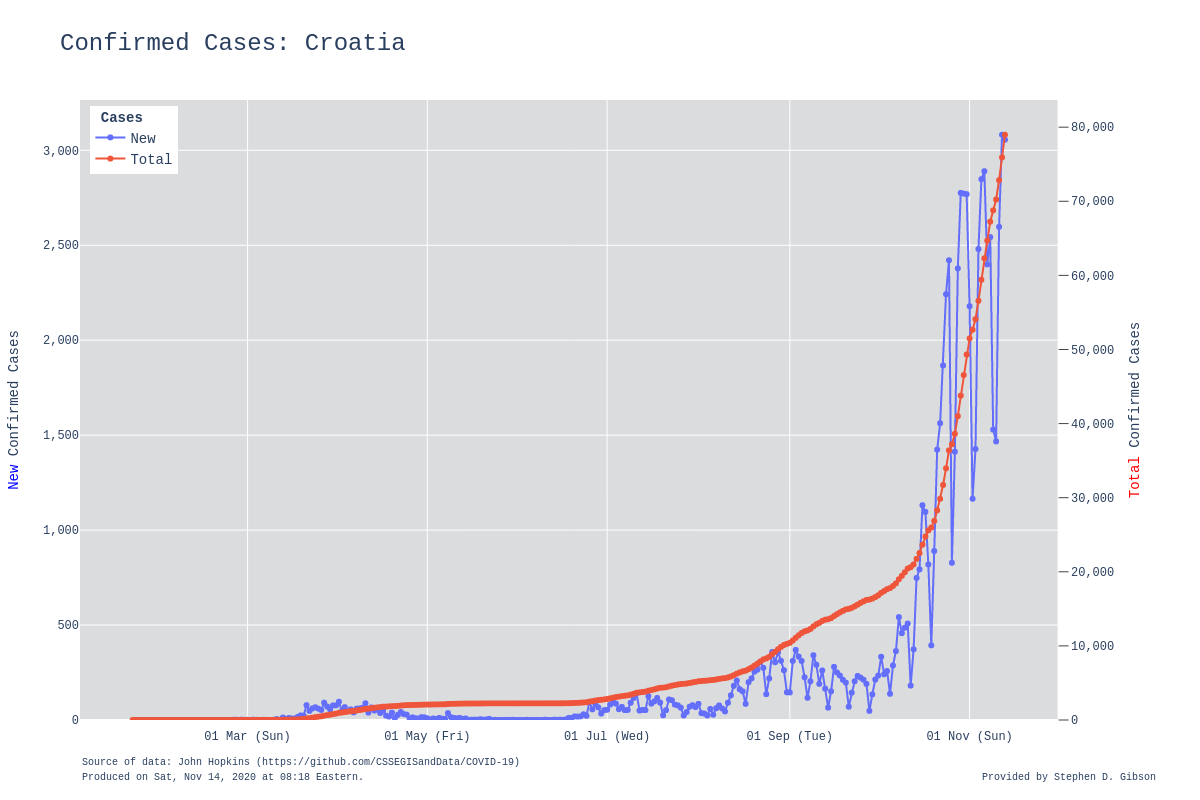 Confirmed Cases: Croatia
Cases
New
Total
3,000
2,500
2,000
1,500
1,000
500
0
80,000
70,000
60,000
50,000
40,000
30,000
20,000
10,000
0
New Confirmed Cases
Total Confirmed Cases
01 Mar (Sun)
01 May (Fri)
01 Jul (Wed)
01 Sep (Tue)
01 Nov (Sun)
Source of data: John Hopkins (https://github.com/CSSEGISandData/COVID-19)
Produced on Sat, Nov 14, 2020 at 08:18 Eastern.
Provided by Stephen D. Gibson